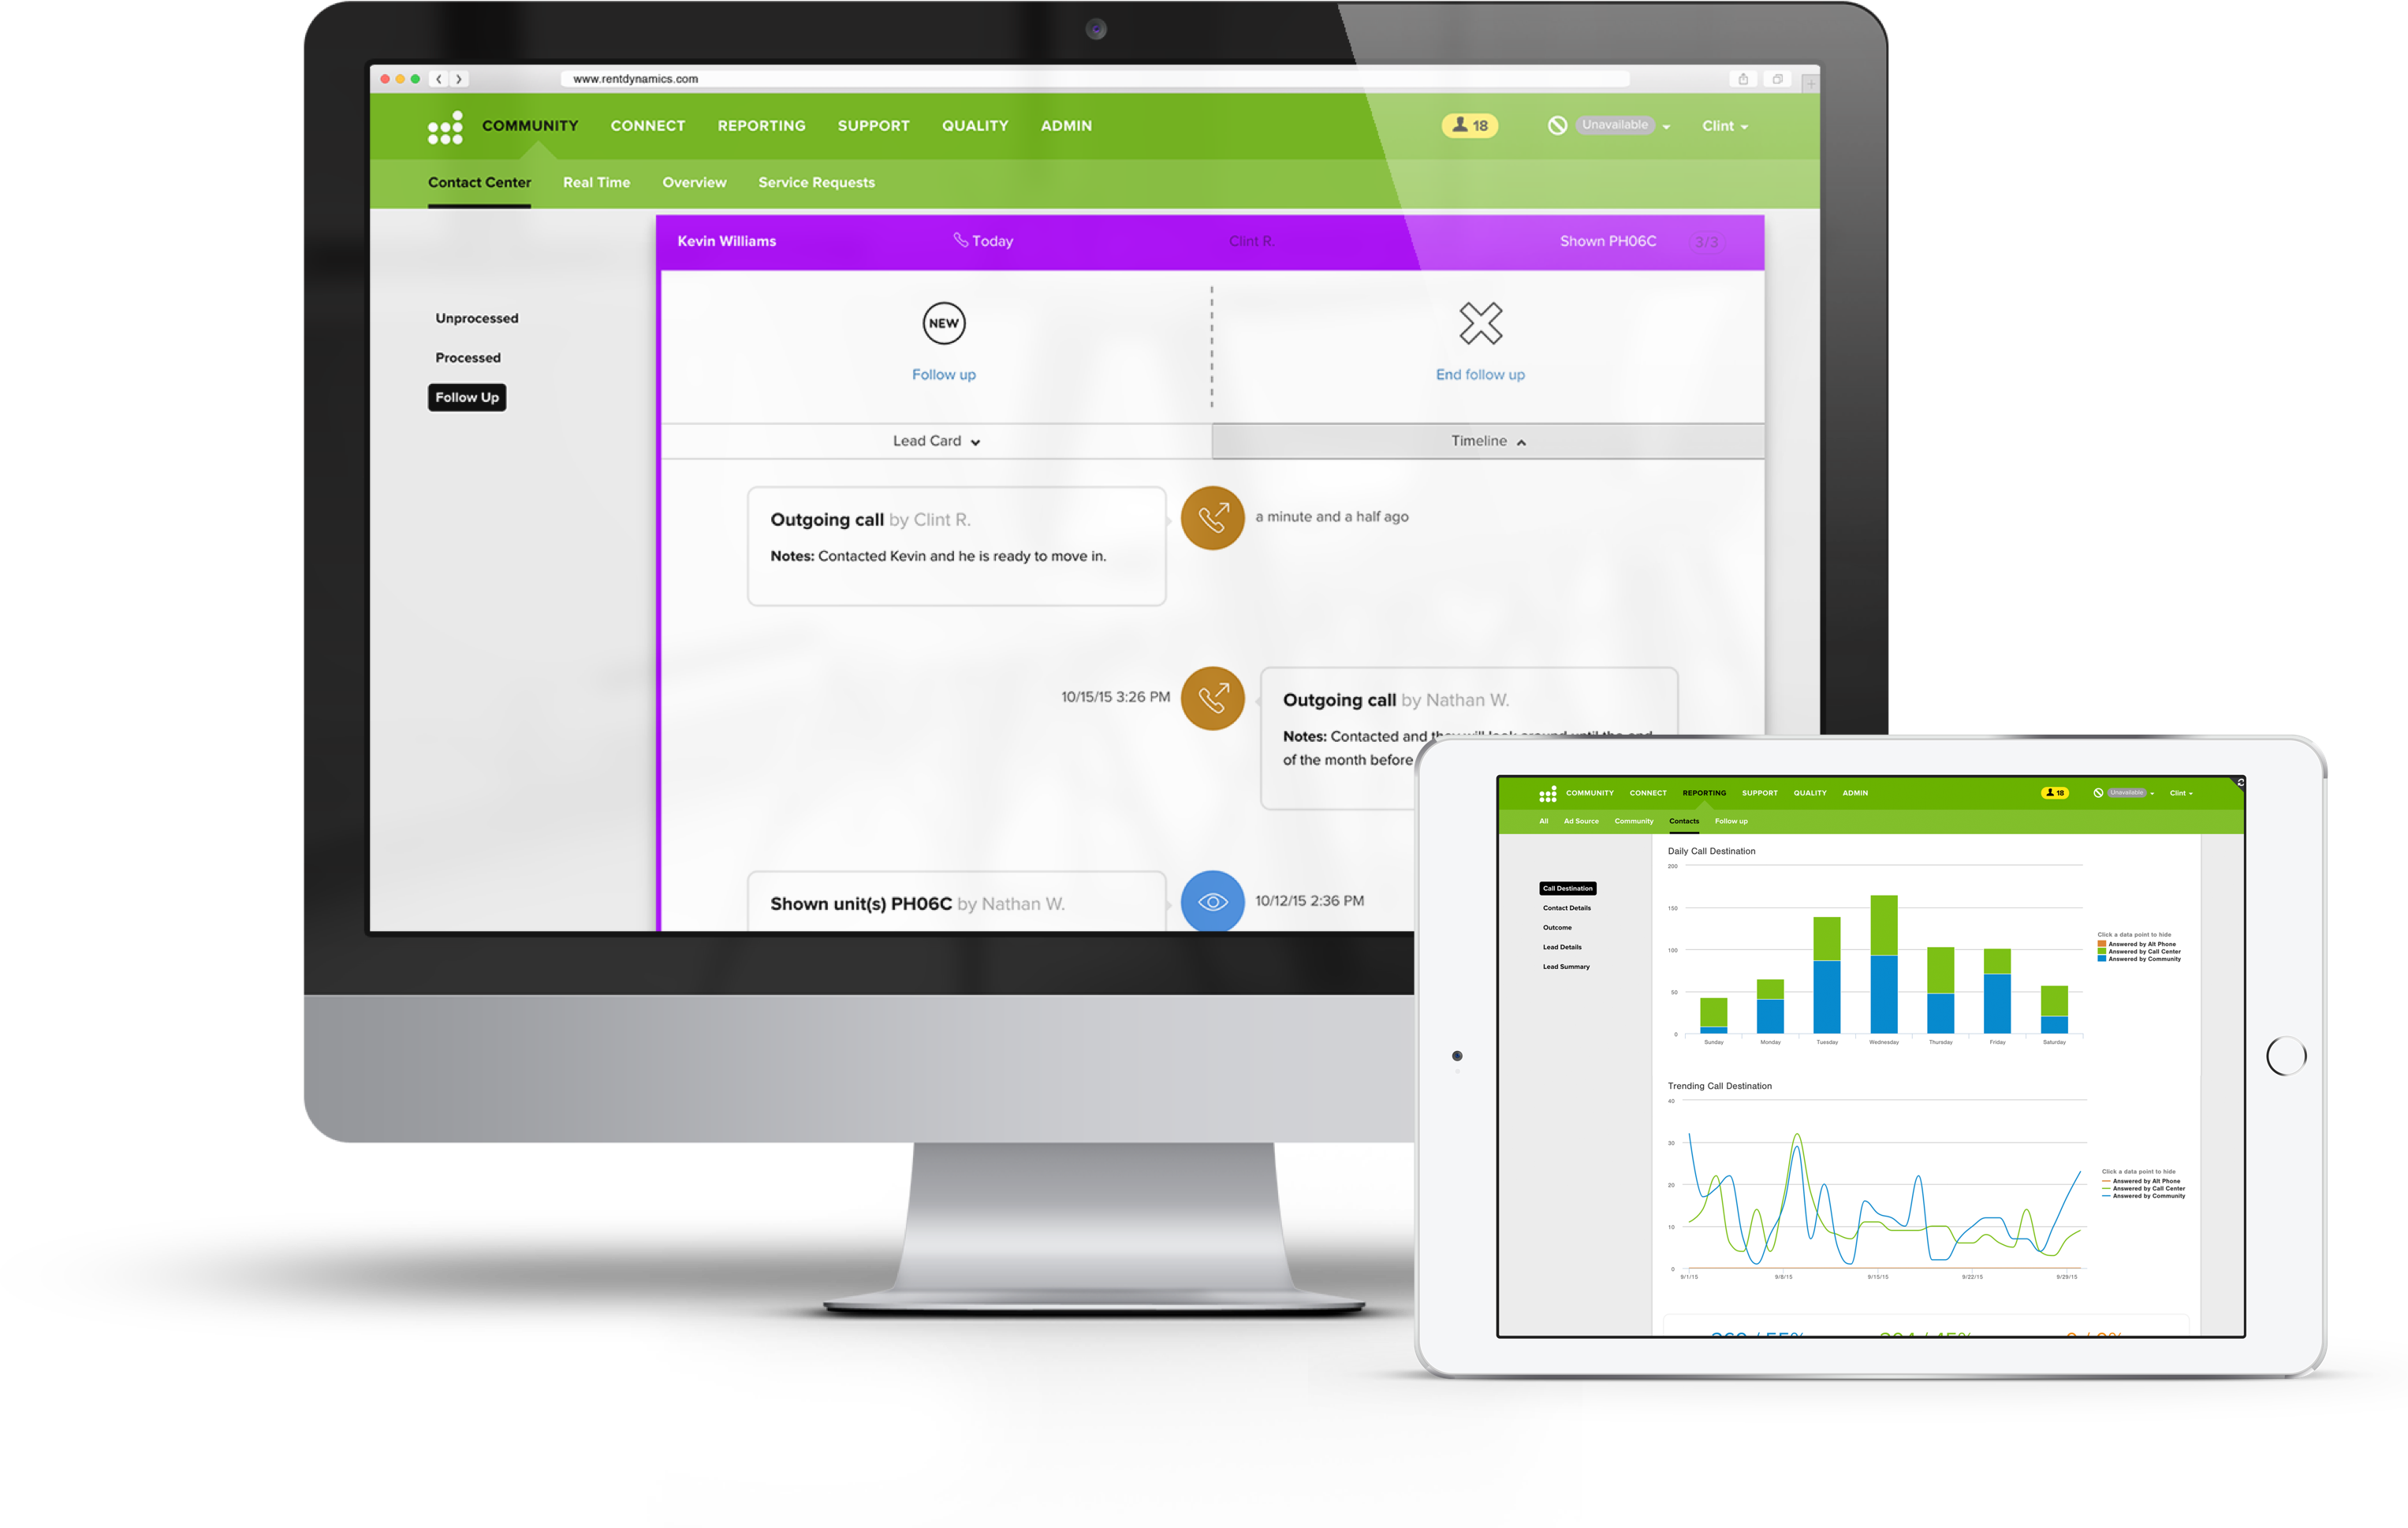 www.rentdynamics.com
COMMUNITY CONNECT REPORTING SUPPORT QUALITY ADMIN 18 Unavailable Clint
Contact Center Real Time Overview Service Requests
Kevin Williams Today Clint R. Shown PH06C 3/3
Unprocessed
Processed
Follow Up
NEW
Follow up End follow up
Lead Card Timeline
Outgoing call by Clint R.
Notes: Contacted Kevin and he is ready to move in.
a minute and a half ago
10/15/15 3:26 PM
Outgoing call by Nathan W.
Notes: Contacted and they will look around until the end
of the month before
Shown unit(s) PH06C by Nathan W.
10/12/15 2:36 PM
COMMUNITY CONNECT REPORTING SUPPORT QUALITY ADMIN 18 Unavailable Clint
All Ad Source Community Contacts Follow up
Call Destination
Contact Details
Outcome
Lead Details
Lead Summary
Daily Call Destination
200
150
100
50
0
Sunday Monday Tuesday Wednesday Thursday Friday Saturday
Click a data point to hide
Answered by Alt Phone
Answered by Call Center
Answered by Community
Trending Call Destination
40
30
20
10
0
9/1/15 9/8/15 9/15/15 9/22/15 9/29/15
Click a data point to hide
Answered by Alt Phone
Answered by Call Center
Answered by Community